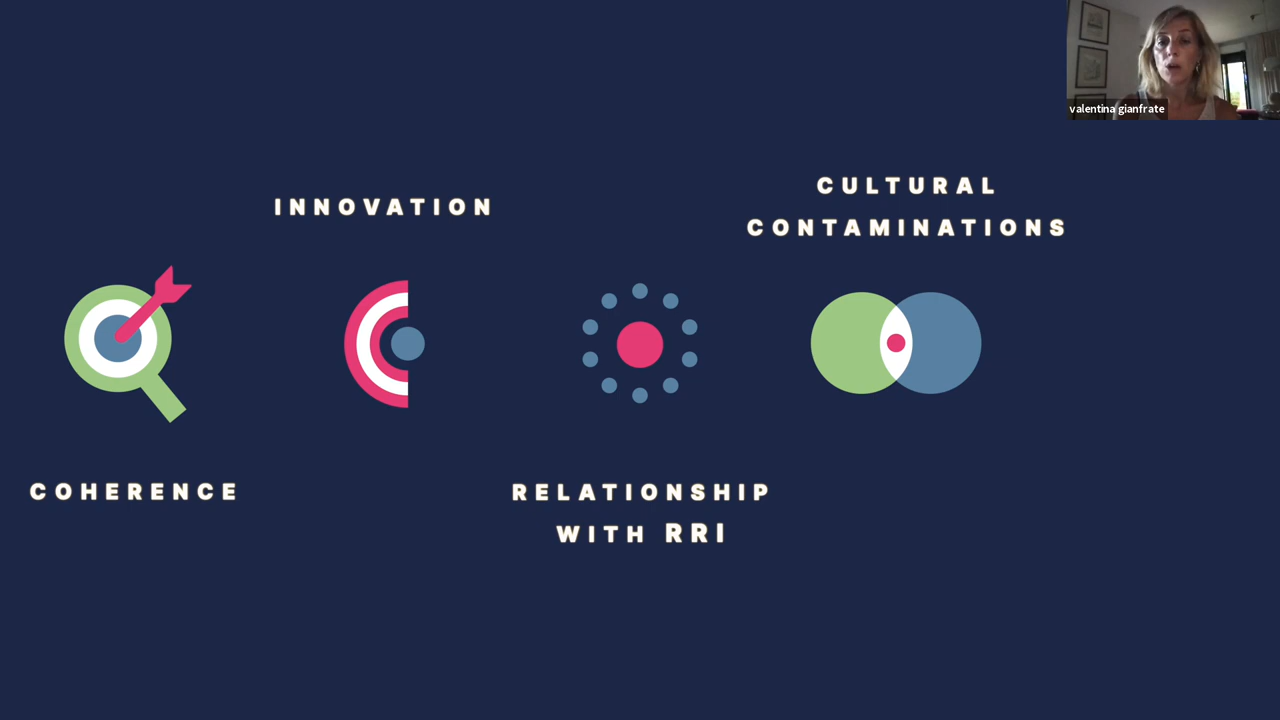 valentina gianfrate
INNOVATION
CULTURAL
CONTAMINATIONS
COHERENCE
RELATIONSHIP
WITH RRI